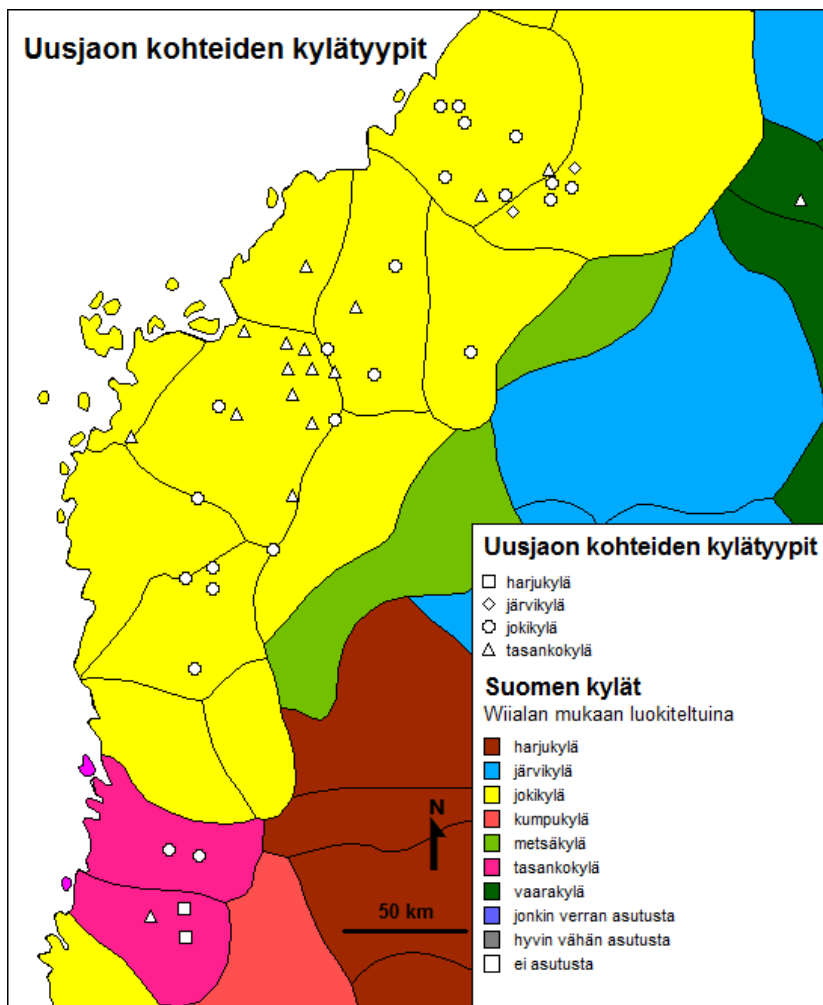 Uusjaon kohteiden kylätyypit
Uusjaon kohteiden kylätyypit
harjukylä
järvikylä
jokikylä
tasankokylä
Suomen kylät
Wiialan mukaan luokiteltuina
harjukylä
järvikylä
jokikylä
kumpukylä
metsäkylä
tasankokylä
vaarakylä
jonkin verran asutusta
hyvin vähän asutusta
ei asutusta
N
50 km